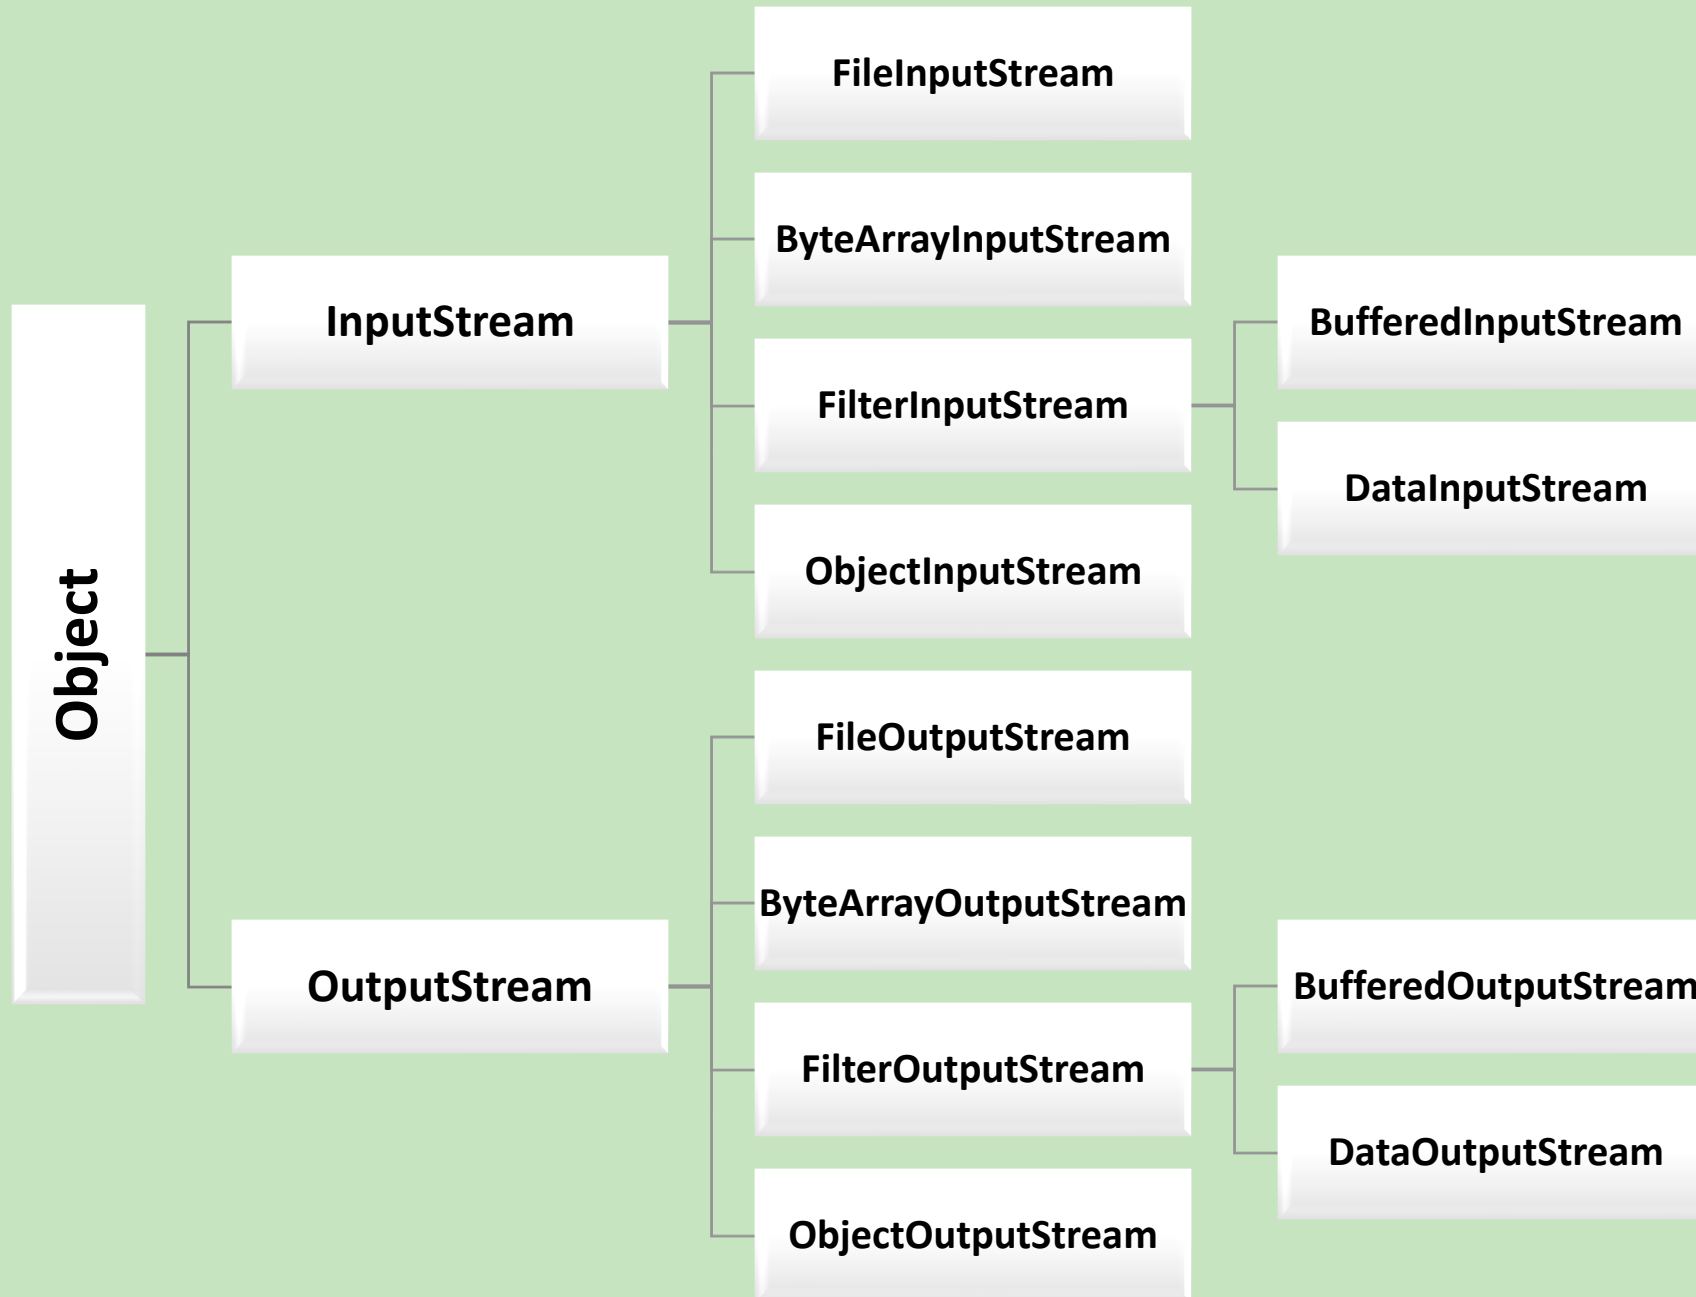 Object
InputStream
FileInputStream
ByteArrayInputStream
FilterInputStream
BufferedInputStream
DataInputStream
ObjectInputStream
OutputStream
FileOutputStream
ByteArrayOutputStream
FilterOutputStream
BufferedOutputStream
DataOutputStream
ObjectOutputStream